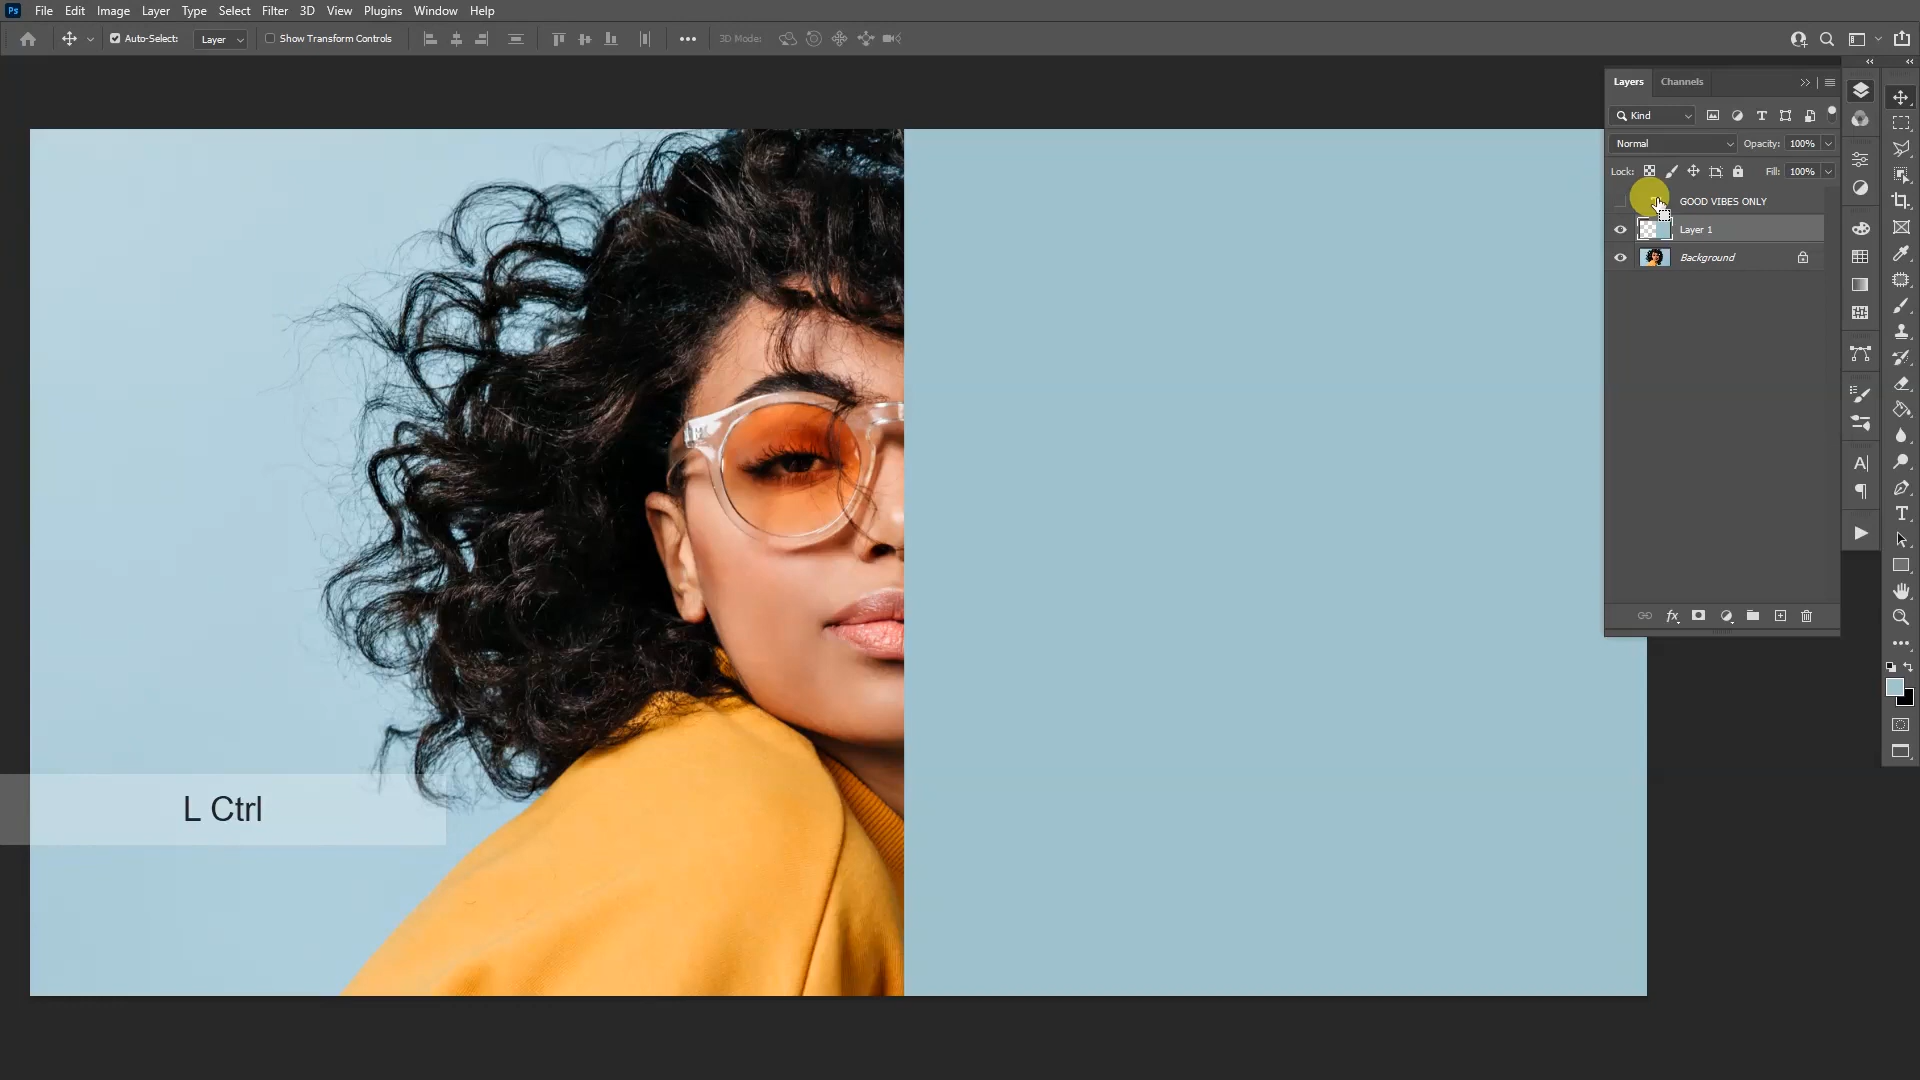 Ps File Edit Image Layer Type Select Filter 3D View Plugins Window Help
Auto-Select: Layer Show Transform Controls 3D Mode:
Layers Channels
Kind
Normal Opacity: 100%
Lock: Fill: 100%
GOOD VIBES ONLY
Layer 1
Background
L Ctrl